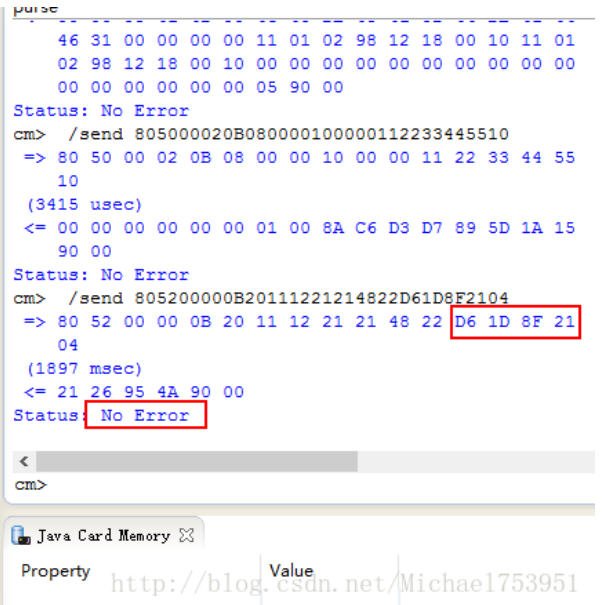 purse
46 31 00 00 00 00 11 01 02 98 12 18 00 10 11 01
02 98 12 18 00 10 00 00 00 00 00 00 00 00 00 00
00 00 00 00 00 00 05 90 00
Status: No Error
cm>  /send 805000020B08000010000011223344​5510
=> 80 50 00 02 0B 08 00 00 10 00 00 11 22 33 44 55
10
(3415 usec)
<= 00 00 00 00 00 00 01 00 8A C6 D3 D7 89 5D 1A 15
90 00
Status: No Error
cm>  /send 805200000B20111221214822D61D8F2104
=> 80 52 00 00 0B 20 11 12 21 21 48 22 D6 1D 8F 21
04
(1897 msec)
<= 21 26 95 4A 90 00
Status: No Error
cm>
Java Card Memory
Property Value
http://blog.csdn.net/Michael753951